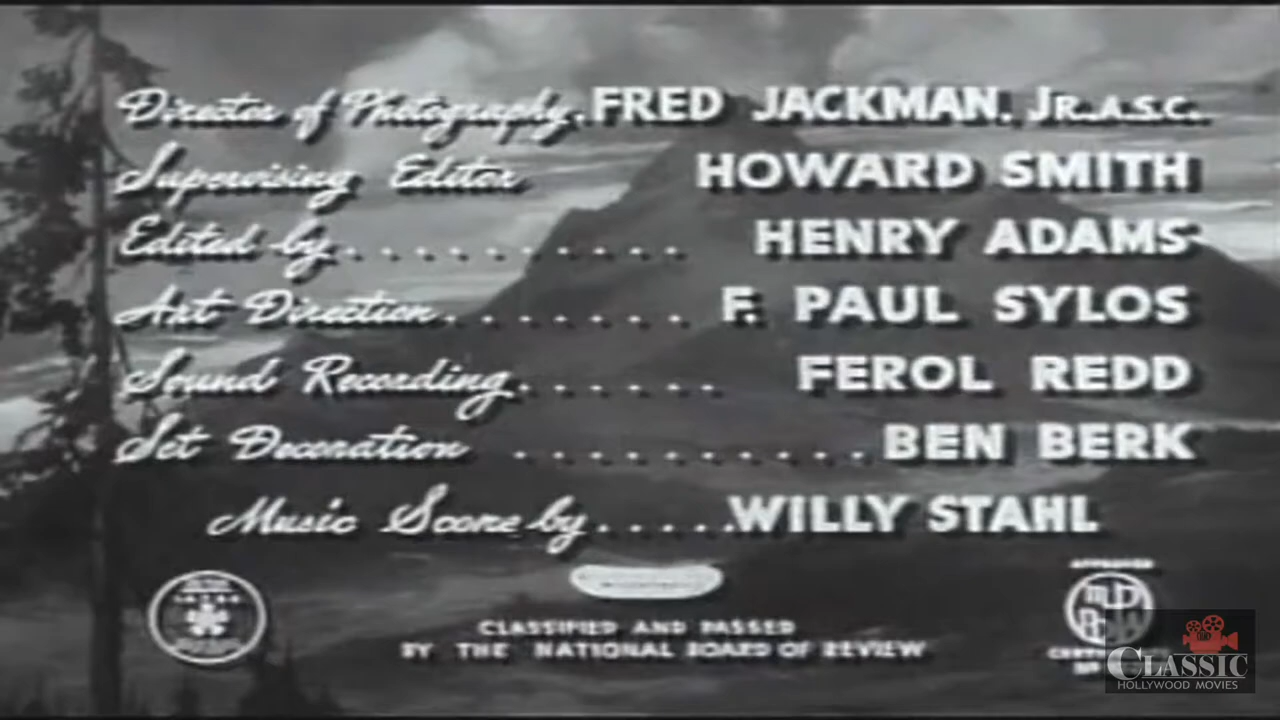 Director of Photography. FRED JACKMAN. JR. A.S.C.
Supervising Editor HOWARD SMITH
Edited by........... HENRY ADAMS
Art Direction........ F. PAUL SYLOS
Sound Recording...... FEROL REDD
Set Decoration ...........BEN BERK
Music Score by.....WILLY STAHL
CLASSIFIED AND PASSED
BY THE NATIONAL BOARD OF REVIEW
APPROVED
CLASSIC
HOLLYWOOD MOVIES